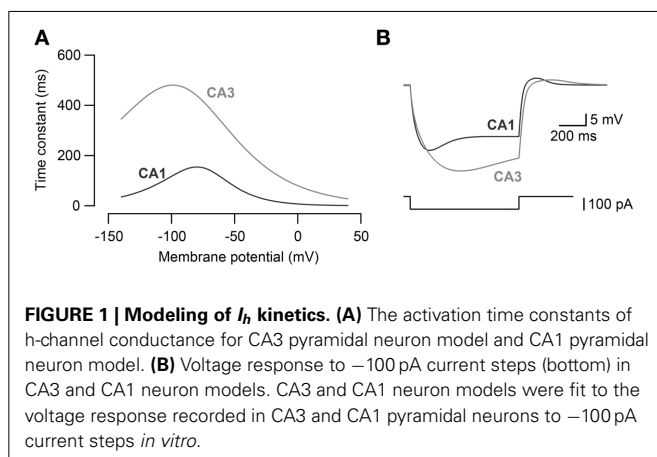 A
B
600
400
200
0
Time constant (ms)
CA3
CA1
-150 -100 -50 0 50
Membrane potential (mV)
CA1
CA3
5 mV
200 ms
100 pA
FIGURE 1 | Modeling of Ih kinetics. (A) The activation time constants of
h-channel conductance for CA3 pyramidal neuron model and CA1 pyramidal
neuron model. (B) Voltage response to −100 pA current steps (bottom) in
CA3 and CA1 neuron models. CA3 and CA1 neuron models were fit to the
voltage response recorded in CA3 and CA1 pyramidal neurons to −100 pA
current steps in vitro.